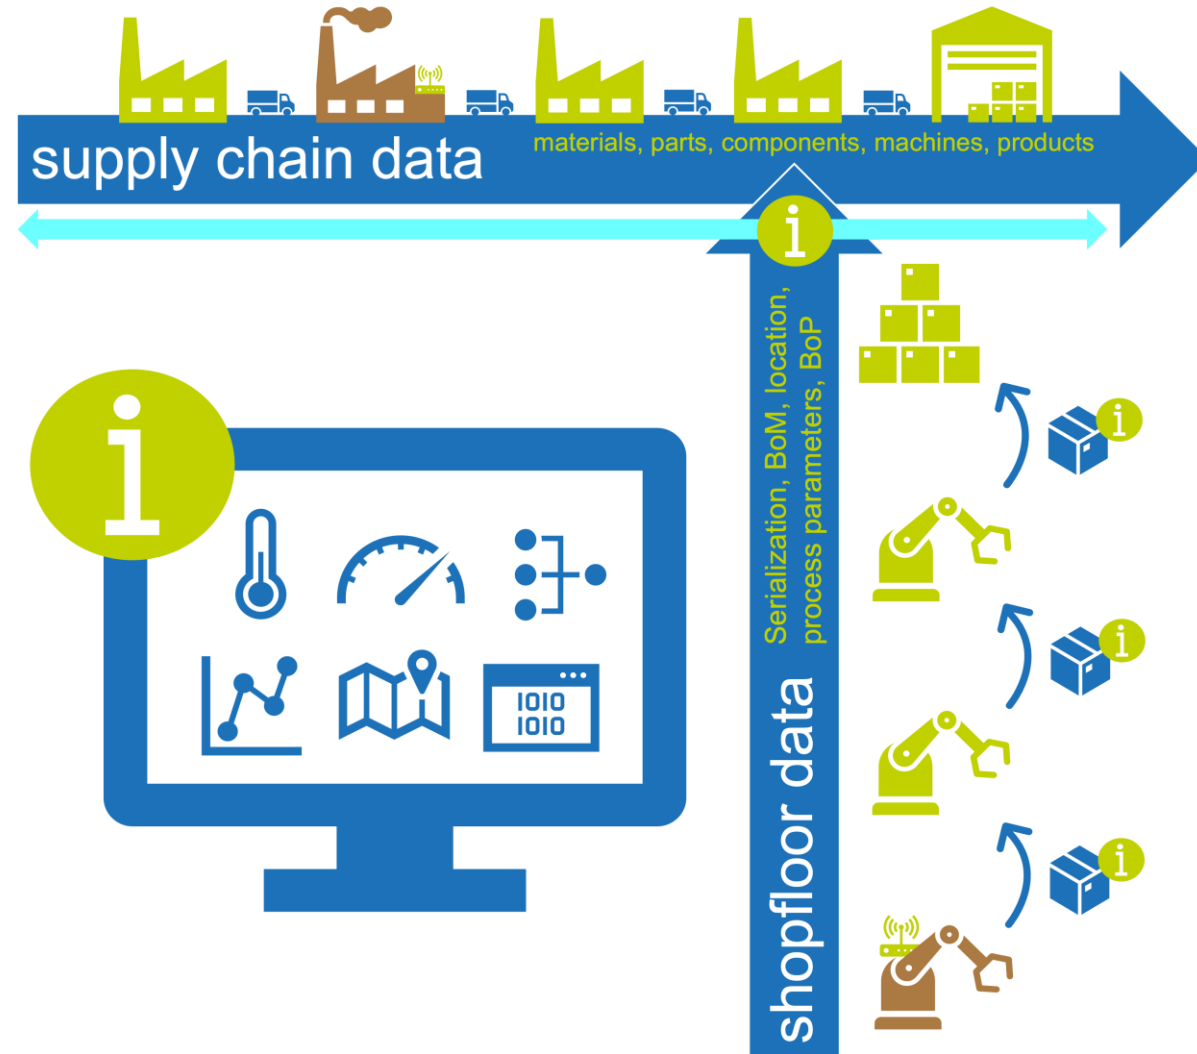 supply chain data
materials, parts, components, machines, products
i
Serialization, BoM, location,
process parameters, BoP
shopfloor data
i
1010
1010
i
i
i